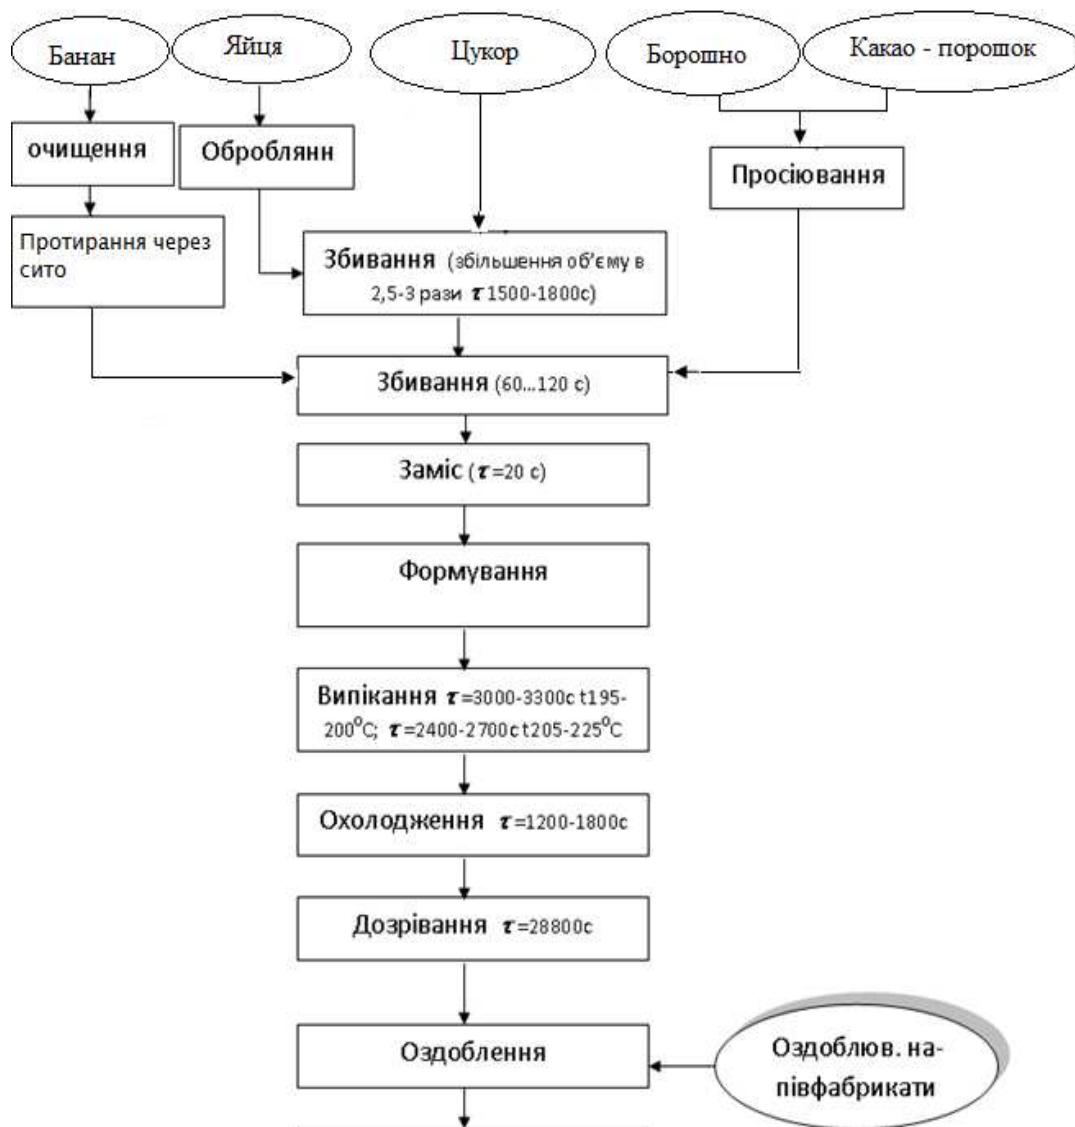 Банан
Яйця
Цукор
Борошно
Какао - порошок
очищення
Оброблянн
Просіювання
Протирання через
сито
Збивання (збільшення об'єму в
2,5-3 рази τ 1500-1800с)
Збивання (60...120 с)
Заміс (τ=20 с)
Формування
Випікання τ=3000-3300с t195-
200⁰С; τ=2400-2700с t205-225⁰С
Охолодження τ=1200-1800с
Дозрівання τ=28800с
Оздоблення
Оздоблюв. на-
півфабрикати